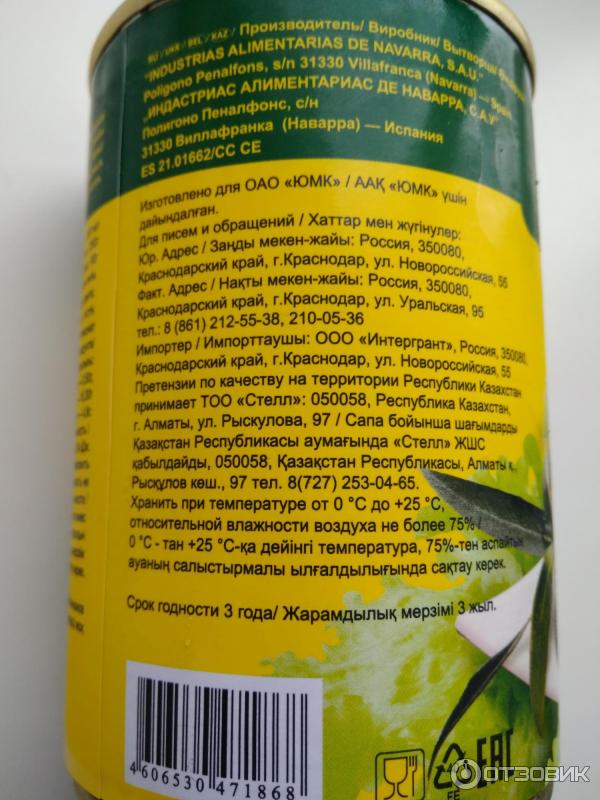 RU / UKR / BEL / KAZ / Производитель/ Виробник/ Вытворца/
"INDUSTRIAS ALIMENTARIAS DE NAVARRA, S.A.U."
Poligono Penalfons, s/n 31330 Villafranca (Navarra) — Spain
"ИНДАСТРИАС АЛИМЕНТАРИАС ДЕ НАВАРРА, С.А.У"
Полигоно Пеналфонс, с/н
31330 Виллафранка (Наварра) — Испания
ES 21.01662/CC CE
Изготовлено для ОАО «ЮМК» / ААҚ «ЮМК» үшін
дайындалған.
Для писем и обращений / Хаттар мен жүгінулер:
Юр. Адрес / Заңды мекен-жайы: Россия, 350080,
Краснодарский край, г.Краснодар, ул. Новороссийская, 55
Факт. Адрес / Нақты мекен-жайы: Россия, 350080,
Краснодарский край, г.Краснодар, ул. Уральская, 95
тел.: 8 (861) 212-55-38, 210-05-36
Импортер / Импорттаушы: ООО «Интергрант», Россия, 350080,
Краснодарский край, г.Краснодар, ул. Новороссийская, 55
Претензии по качеству на территории Республики Казахстан
принимает ТОО «Стелл»: 050058, Республика Казахстан,
г. Алматы, ул. Рыскулова, 97 / Сапа бойынша шағымдарды
Қазақстан Республикасы аумағында «Стелл» ЖШС
қабылдайды, 050058, Қазақстан Республикасы, Алматы қ.
Рысқұлов көш., 97 тел. 8(727) 253-04-65.
Хранить при температуре от 0 °С до +25 °С,
относительной влажности воздуха не более 75% /
0 °С - тан +25 °С-қа дейінгі температура, 75%-тен аспайтын
ауаның салыстырмалы ылғалдылығында сақтау керек.
Срок годности 3 года/ Жарамдылық мерзімі 3 жыл.
4 606530 471868
40
FE
EAC
ОТЗОВИК